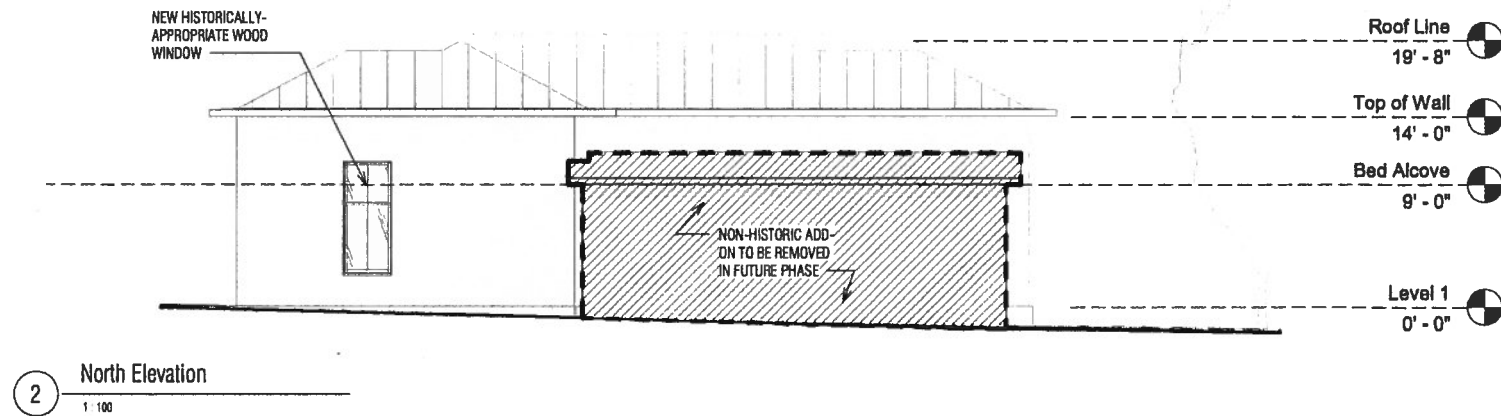 NEW HISTORICALLY-
APPROPRIATE WOOD
WINDOW
Roof Line
19' - 8"
Top of Wall
14' - 0"
Bed Alcove
9' - 0"
NON-HISTORIC ADD-
ON TO BE REMOVED
IN FUTURE PHASE
Level 1
0' - 0"
2
North Elevation
1 : 100